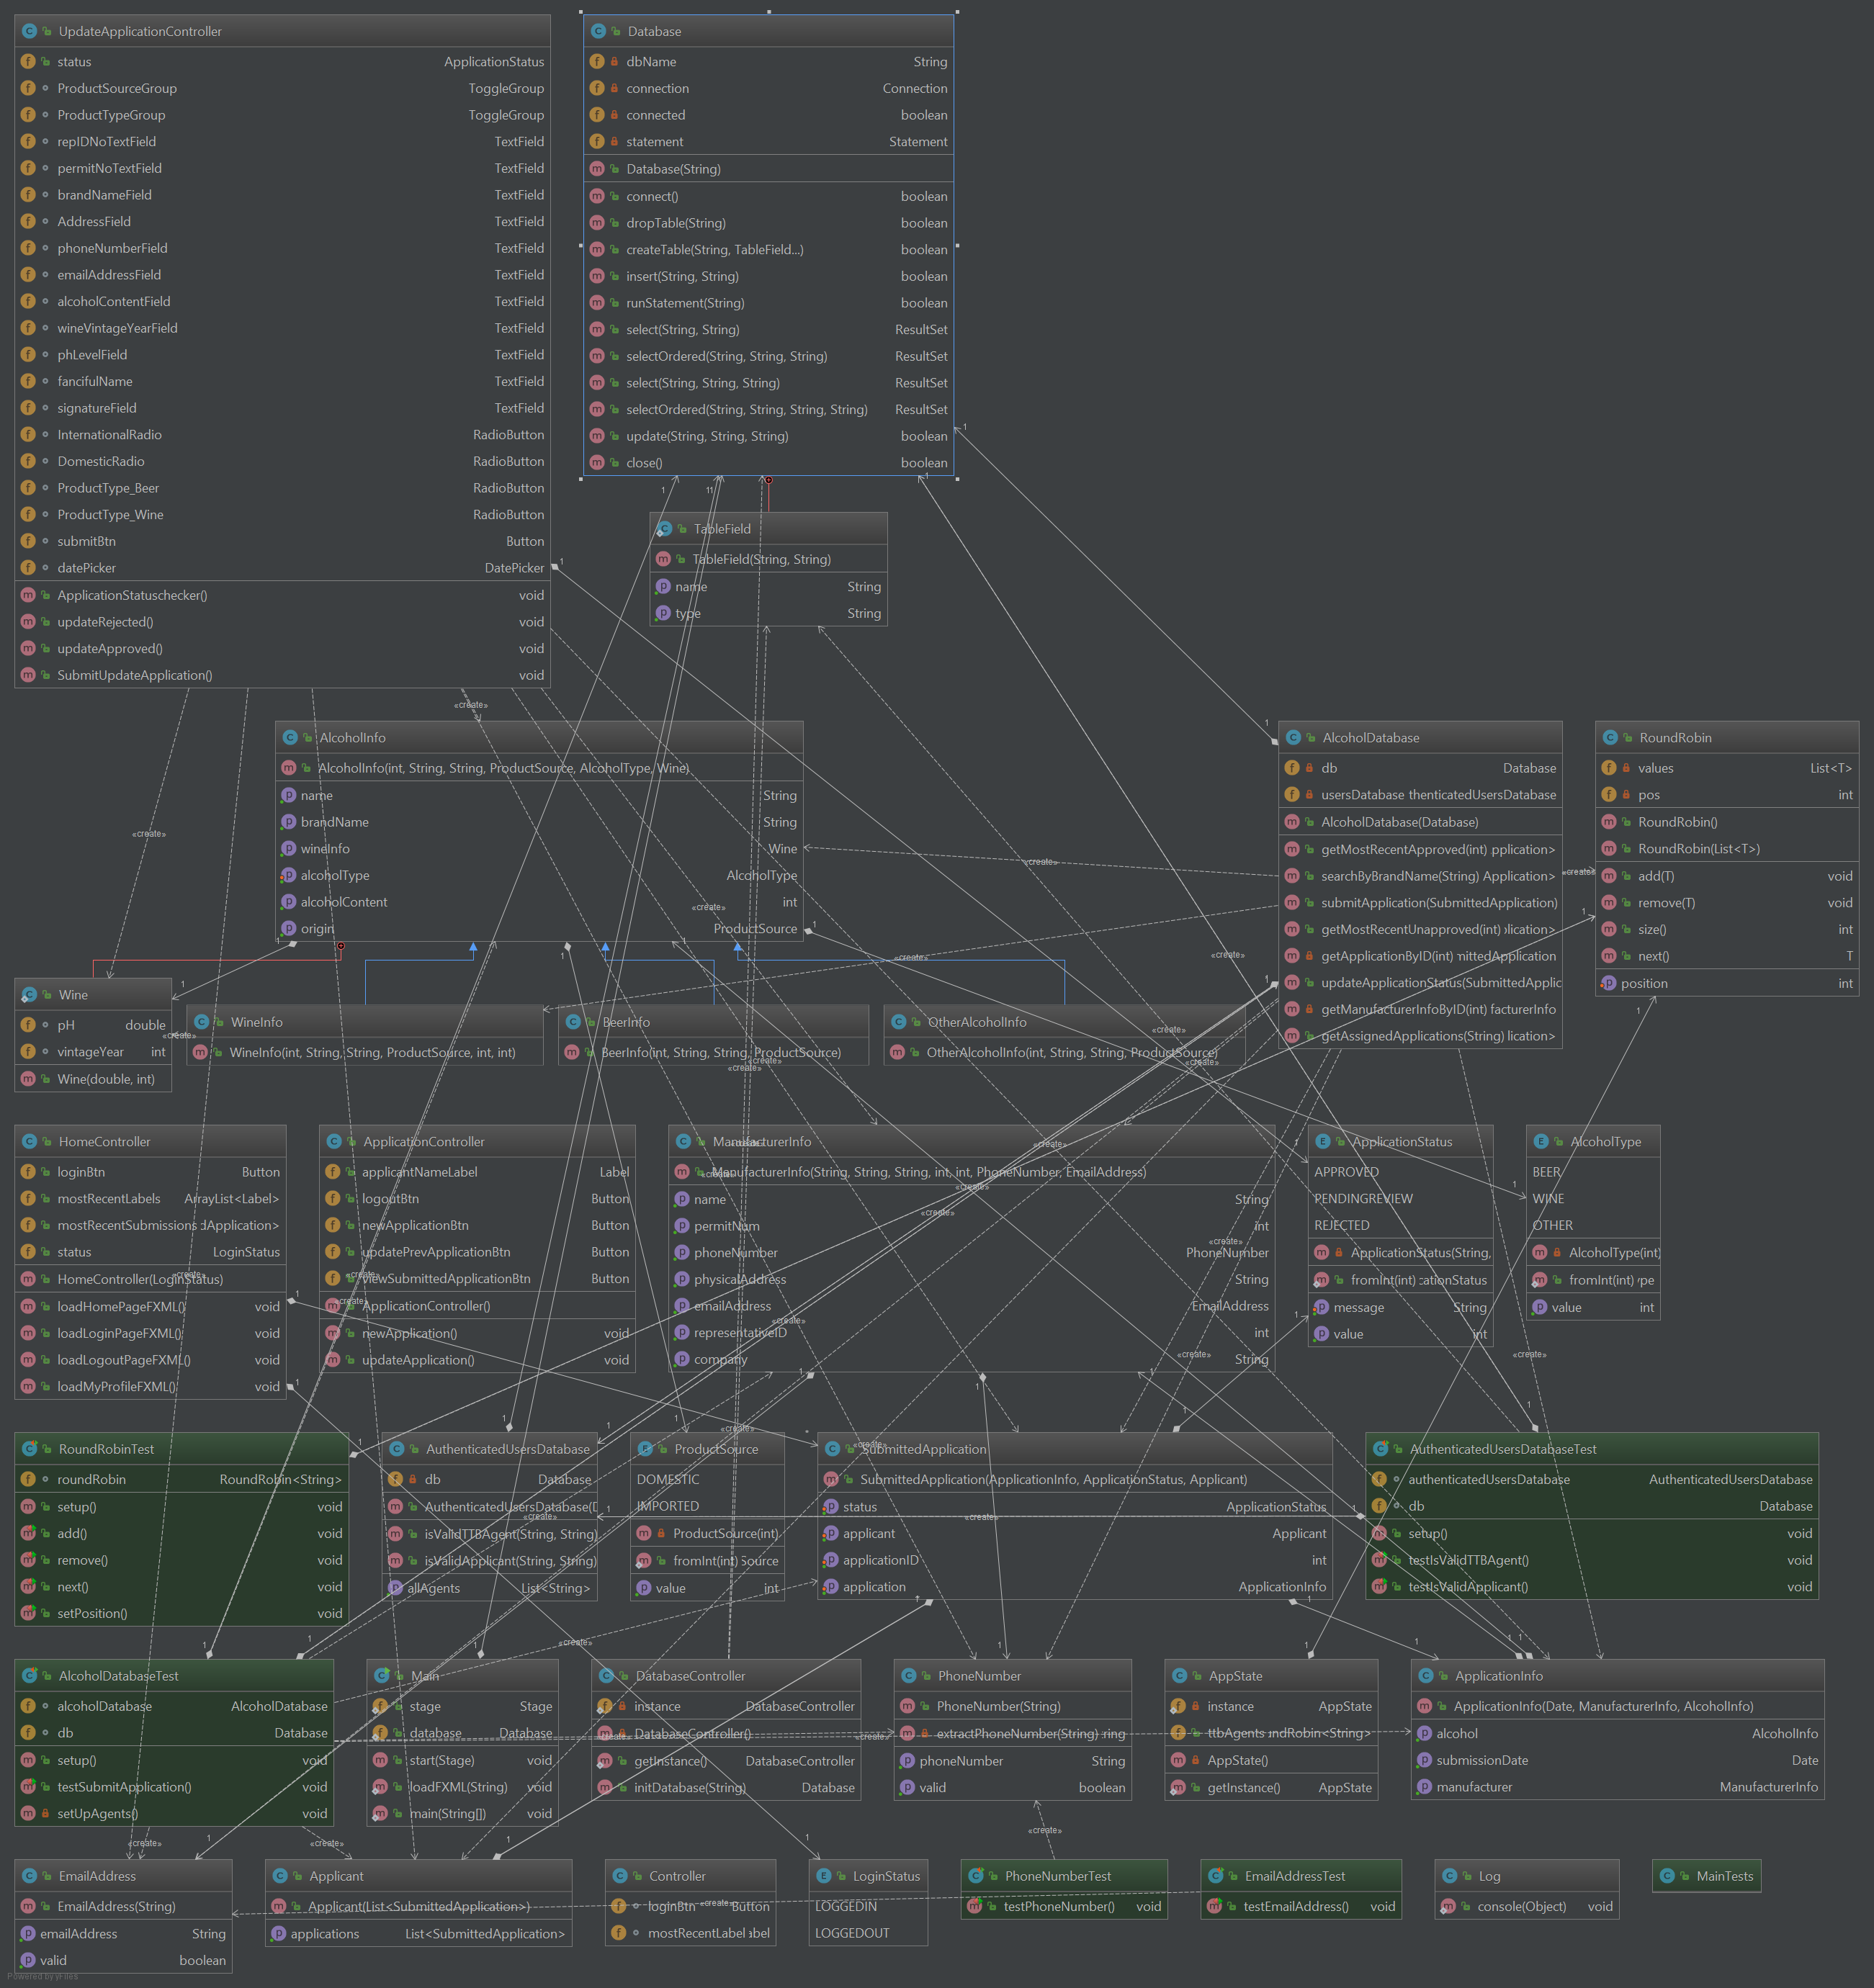 UpdateApplicationController
status ApplicationStatus
ProductSourceGroup ToggleGroup
ProductTypeGroup ToggleGroup
repIDNoTextField TextField
permitNoTextField TextField
brandNameField TextField
AddressField TextField
phoneNumberField TextField
emailAddressField TextField
alcoholContentField TextField
wineVintageYearField TextField
phLevelField TextField
fancifulName TextField
signatureField TextField
InternationalRadio RadioButton
DomesticRadio RadioButton
ProductType_Beer RadioButton
ProductType_Wine RadioButton
submitBtn Button
datePicker DatePicker
ApplicationStatuschecker() void
updateRejected() void
updateApproved() void
SubmitUpdateApplication() void
Database
dbName String
connection Connection
connected boolean
statement Statement
Database(String)
connect() boolean
dropTable(String) boolean
createTable(String, TableField...) boolean
insert(String, String) boolean
runStatement(String) boolean
select(String, String) ResultSet
selectOrdered(String, String, String) ResultSet
select(String, String, String) ResultSet
selectOrdered(String, String, String, String) ResultSet
update(String, String, String) boolean
close() boolean
TableField
TableField(String, String)
name String
type String
AlcoholInfo
AlcoholInfo(int, String, String, ProductSource, AlcoholType, Wine)
name String
brandName String
wineInfo Wine
alcoholType AlcoholType
alcoholContent int
origin ProductSource
AlcoholDatabase
db Database
usersDatabase thenticatedUsersDatabase
AlcoholDatabase(Database)
getMostRecentApproved(int) pplication>
searchByBrandName(String) Application>
submitApplication(SubmittedApplication)
getMostRecentUnapproved(int) lication>
getApplicationByID(int) mittedApplication
updateApplicationStatus(SubmittedApplic
getManufacturerInfoByID(int) facturerInfo
getAssignedApplications(String) lication>
RoundRobin
values List<T>
pos int
RoundRobin()
RoundRobin(List<T>)
add(T) void
remove(T) void
size() int
next() T
position int
Wine
pH double
vintageYear int
Wine(double, int)
WineInfo
WineInfo(int, String, String, ProductSource, int, int)
BeerInfo
BeerInfo(int, String, String, ProductSource)
OtherAlcoholInfo
OtherAlcoholInfo(int, String, String, ProductSource)
HomeController
loginBtn Button
mostRecentLabels ArrayList<Label>
mostRecentSubmissions dApplication>
status LoginStatus
HomeController(LoginStatus)
loadHomePageFXML() void
loadLoginPageFXML() void
loadLogoutPageFXML() void
loadMyProfileFXML() void
ApplicationController
applicantNameLabel Label
logoutBtn Button
newApplicationBtn Button
updatePrevApplicationBtn Button
viewSubmittedApplicationBtn Button
ApplicationController()
newApplication() void
updateApplication() void
ManufacturerInfo
ManufacturerInfo(String, String, String, int, int, PhoneNumber, EmailAddress)
name String
permitNum int
phoneNumber PhoneNumber
physicalAddress String
emailAddress EmailAddress
representativeID int
company String
ApplicationStatus
APPROVED
PENDINGREVIEW
REJECTED
ApplicationStatus(String,
fromInt(int) cationStatus
message String
value int
AlcoholType
BEER
WINE
OTHER
AlcoholType(int)
fromInt(int) pe
value int
RoundRobinTest
roundRobin RoundRobin<String>
setup() void
add() void
remove() void
next() void
setPosition() void
AuthenticatedUsersDatabase
db Database
AuthenticatedUsersDatabase(D
isValidTTBAgent(String, String)
isValidApplicant(String, String)
allAgents List<String>
ProductSource
DOMESTIC
IMPORTED
ProductSource(int)
fromInt(int) Source
value int
SubmittedApplication
SubmittedApplication(ApplicationInfo, ApplicationStatus, Applicant)
status ApplicationStatus
applicant Applicant
applicationID int
application ApplicationInfo
AuthenticatedUsersDatabaseTest
authenticatedUsersDatabase AuthenticatedUsersDatabase
db Database
setup() void
testIsValidTTBAgent() void
testIsValidApplicant() void
AlcoholDatabaseTest
alcoholDatabase AlcoholDatabase
db Database
setup() void
testSubmitApplication() void
setUpAgents() void
Main
stage Stage
database Database
start(Stage) void
loadFXML(String) void
main(String[]) void
DatabaseController
instance DatabaseController
DatabaseController()
getInstance() DatabaseController
initDatabase(String) Database
PhoneNumber
PhoneNumber(String)
extractPhoneNumber(String) ring
phoneNumber String
valid boolean
AppState
instance AppState
ttbAgents ındRobin<String>
AppState()
getInstance() AppState
ApplicationInfo
ApplicationInfo(Date, ManufacturerInfo, AlcoholInfo)
alcohol AlcoholInfo
submissionDate Date
manufacturer ManufacturerInfo
EmailAddress
EmailAddress(String)
emailAddress String
valid boolean
Applicant
Applicant(List<SubmittedApplication>)
applications List<SubmittedApplication>
Controller
loginBtn Button
mostRecentLabel abel
LoginStatus
LOGGEDIN
LOGGEDOUT
PhoneNumberTest
testPhoneNumber() void
EmailAddressTest
testEmailAddress() void
Log
console(Object) void
MainTests
Powered by yFiles